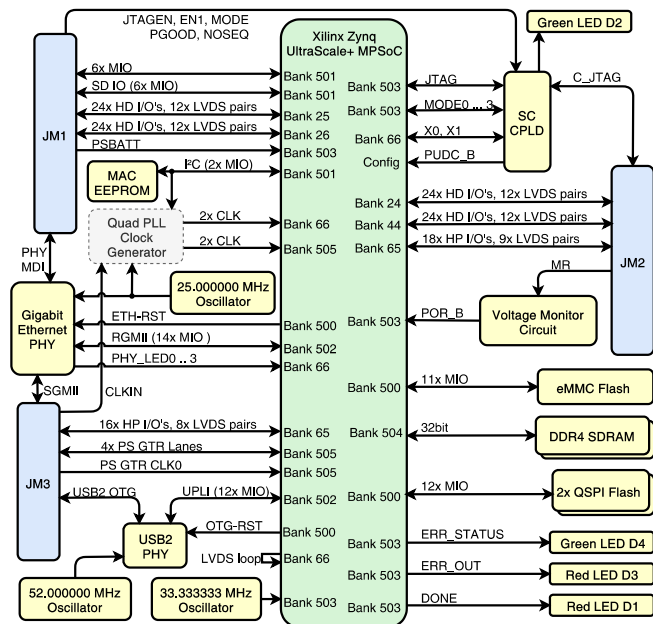 JTAGEN, EN1, MODE
PGOOD, NOSEQ
Xilinx Zynq
UltraScale+ MPSoC
Green LED D2
JM1
6x MIO
Bank 501
SD IO (6x MIO)
Bank 501
24x HD I/O's, 12x LVDS pairs
Bank 25
24x HD I/O's, 12x LVDS pairs
Bank 26
PSBATT
Bank 503
I²C (2x MIO)
Bank 501
MAC
EEPROM
Quad PLL
Clock
Generator
2x CLK
Bank 66
2x CLK
Bank 505
PHY
MDI
25.000000 MHz
Oscillator
Gigabit
Ethernet
PHY
ETH-RST
Bank 500
RGMII (14x MIO )
Bank 502
PHY_LED0 .. 3
Bank 66
SGMII
CLKIN
JM3
16x HP I/O's, 8x LVDS pairs
Bank 65
4x PS GTR Lanes
Bank 505
PS GTR CLK0
Bank 505
USB2 OTG
UPLI (12x MIO)
Bank 502
USB2
PHY
OTG-RST
Bank 500
LVDS loop
Bank 66
52.000000 MHz
Oscillator
33.333333 MHz
Oscillator
Bank 503
Bank 503
JTAG
SC
CPLD
C_JTAG
Bank 503
MODE0 ... 3
Bank 66
X0, X1
Config
PUDC_B
Bank 24
24x HD I/O's, 12x LVDS pairs
Bank 44
24x HD I/O's, 12x LVDS pairs
Bank 65
18x HP I/O's, 9x LVDS pairs
JM2
MR
Bank 503
POR_B
Voltage Monitor
Circuit
Bank 500
11x MIO
eMMC Flash
Bank 504
32bit
DDR4 SDRAM
Bank 500
12x MIO
2x QSPI Flash
Bank 503
ERR_STATUS
Green LED D4
Bank 503
ERR_OUT
Red LED D3
Bank 503
DONE
Red LED D1